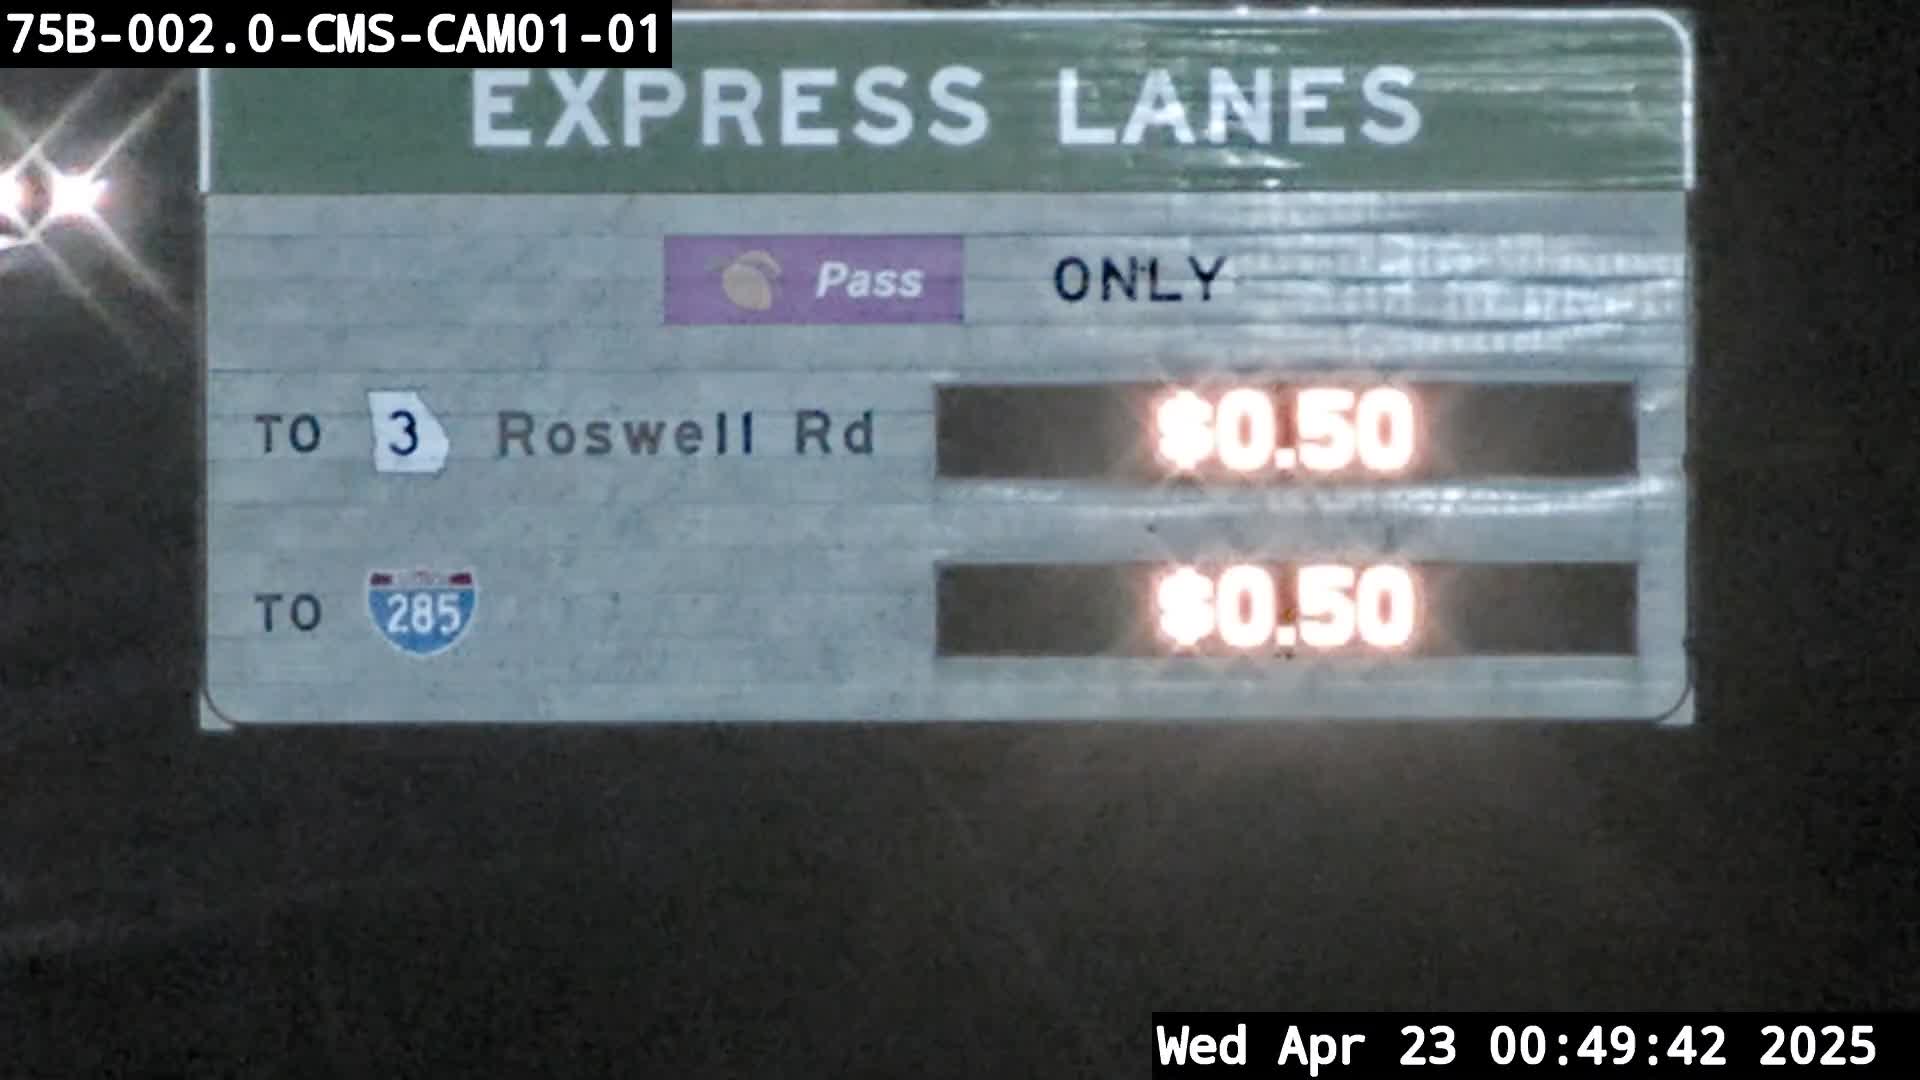 75B-002.0-CMS-CAM01-01
EXPRESS LANES
Pass ONLY
TO 3 Roswell Rd $0.50
TO 285 $0.50
Wed Apr 23 00:49:42 2025